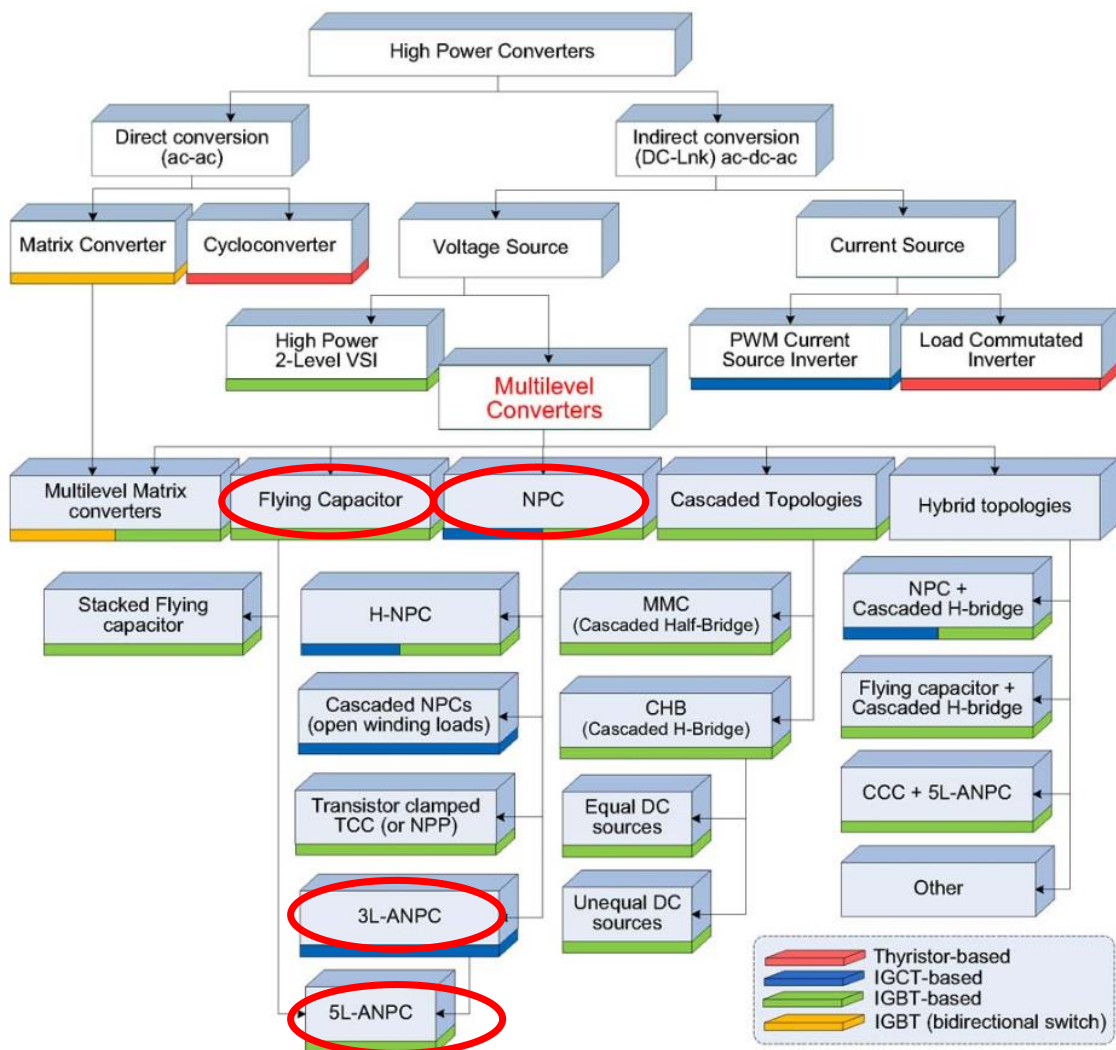 High Power Converters
Direct conversion
(ac-ac)
Indirect conversion
(DC-Lnk) ac-dc-ac
Matrix Converter
Cycloconverter
Voltage Source
Current Source
High Power
2-Level VSI
PWM Current
Source Inverter
Load Commutated
Inverter
Multilevel
Converters
Multilevel Matrix
converters
Flying Capacitor
NPC
Cascaded Topologies
Hybrid topologies
Stacked Flying
capacitor
H-NPC
MMC
(Cascaded Half-Bridge)
NPC +
Cascaded H-bridge
Cascaded NPCs
(open winding loads)
CHB
(Cascaded H-Bridge)
Flying capacitor +
Cascaded H-bridge
Transistor clamped
TCC (or NPP)
Equal DC
sources
CCC + 5L-ANPC
3L-ANPC
Unequal DC
sources
Other
5L-ANPC
Thyristor-based
IGCT-based
IGBT-based
IGBT (bidirectional switch)